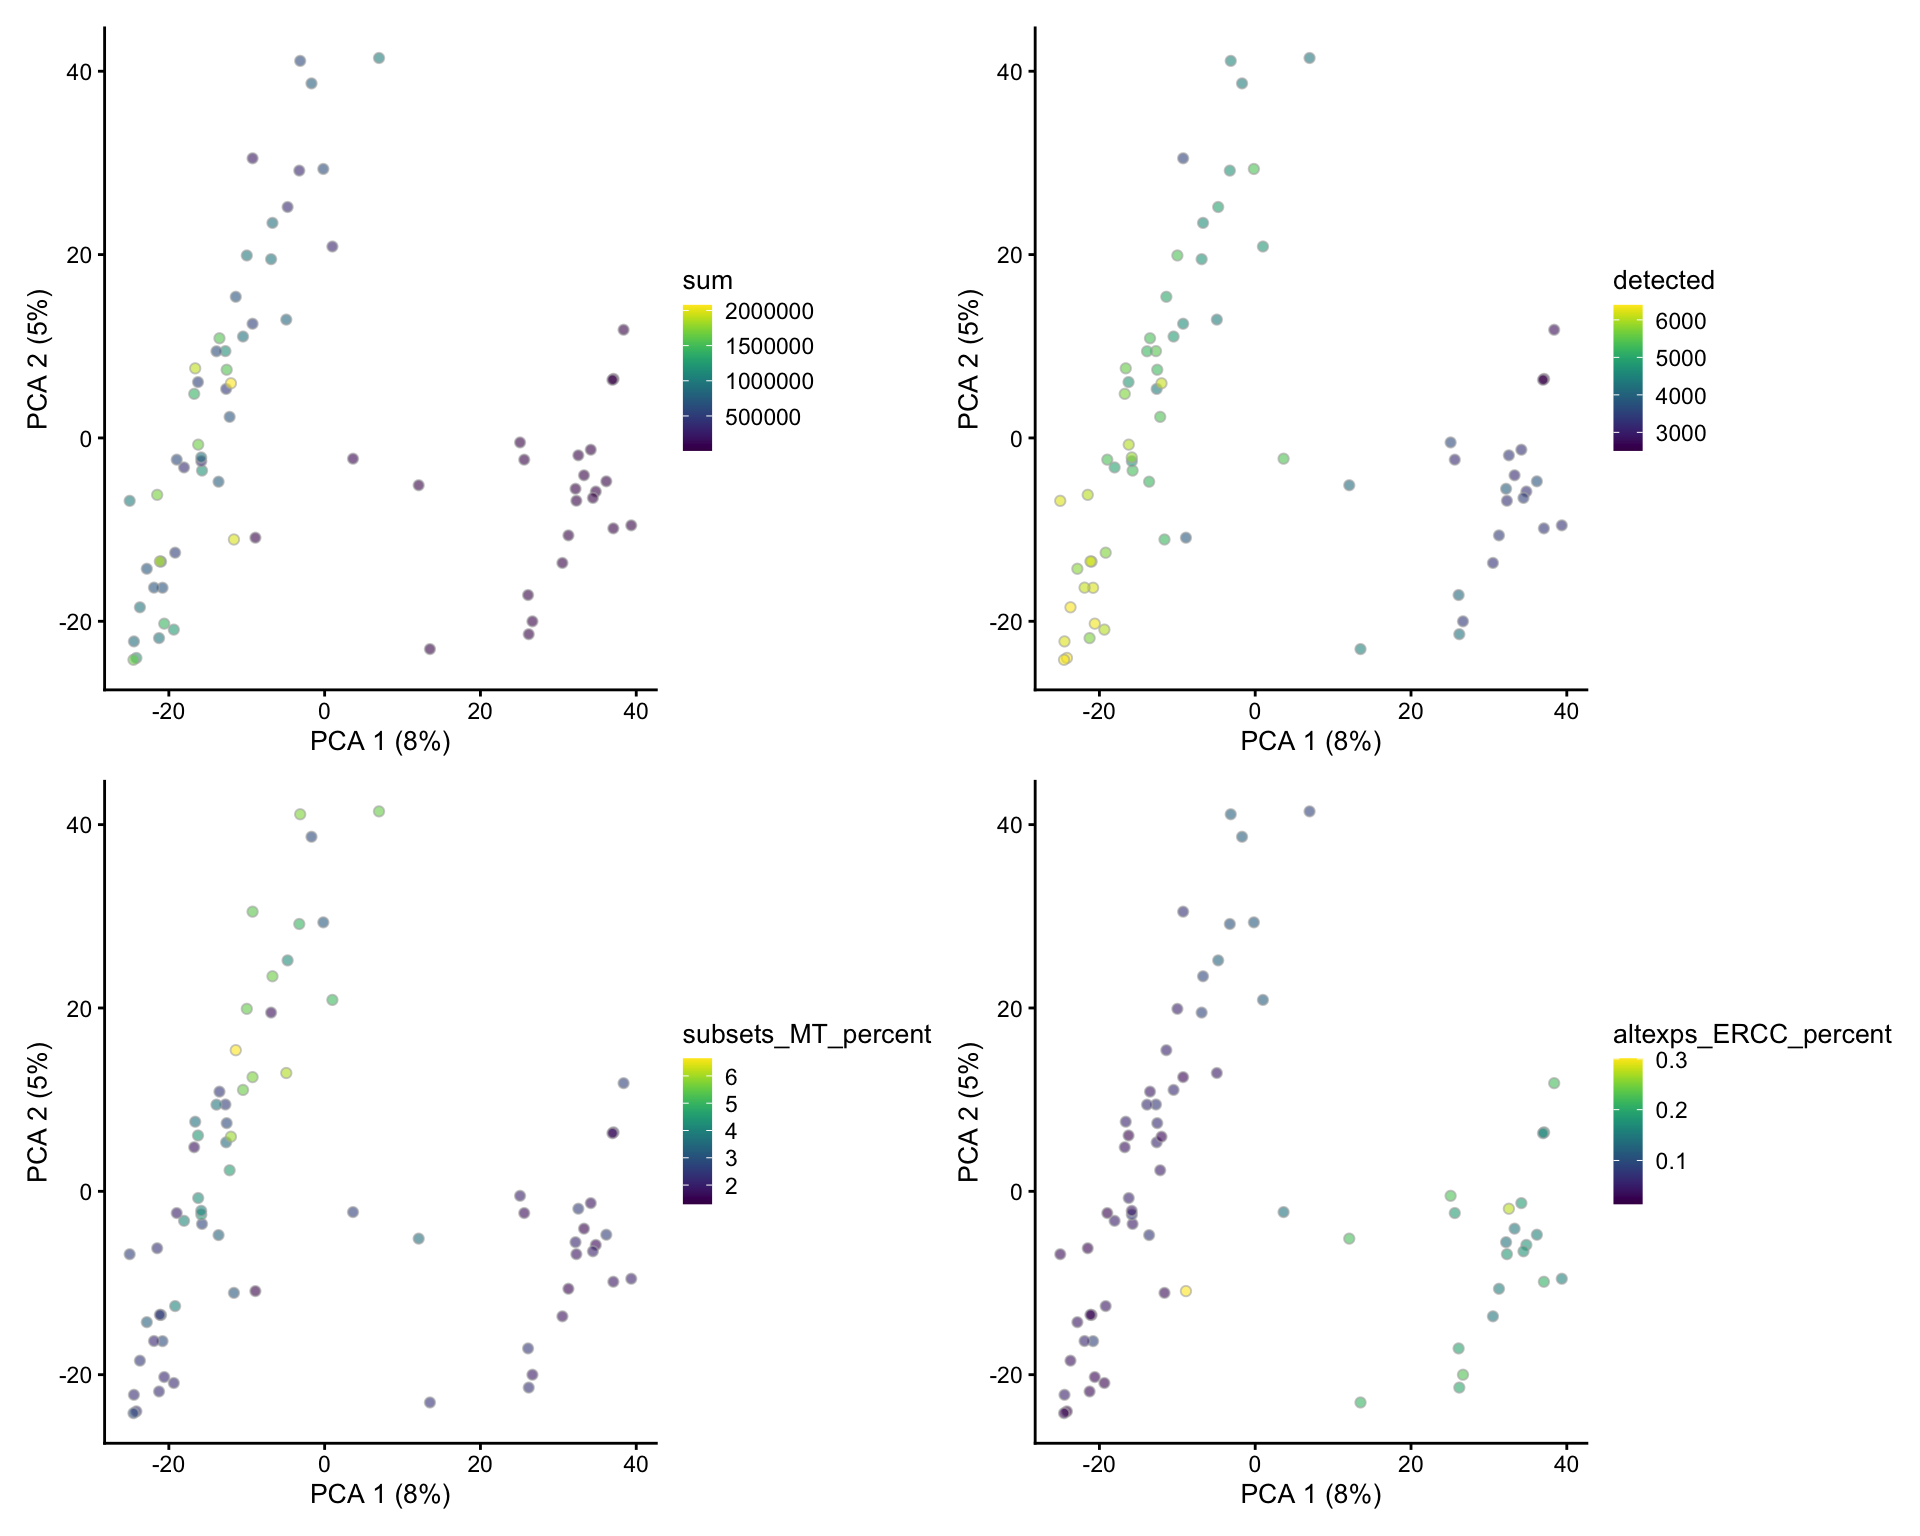 40
20
0
-20
PCA 2 (5%)
-20 0 20 40
PCA 1 (8%)
sum
2000000
1500000
1000000
500000
40
20
0
-20
PCA 2 (5%)
-20 0 20 40
PCA 1 (8%)
detected
6000
5000
4000
3000
40
20
0
-20
PCA 2 (5%)
-20 0 20 40
PCA 1 (8%)
subsets_MT_percent
6
5
4
3
2
40
20
0
-20
PCA 2 (5%)
-20 0 20 40
PCA 1 (8%)
altexps_ERCC_percent
0.3
0.2
0.1